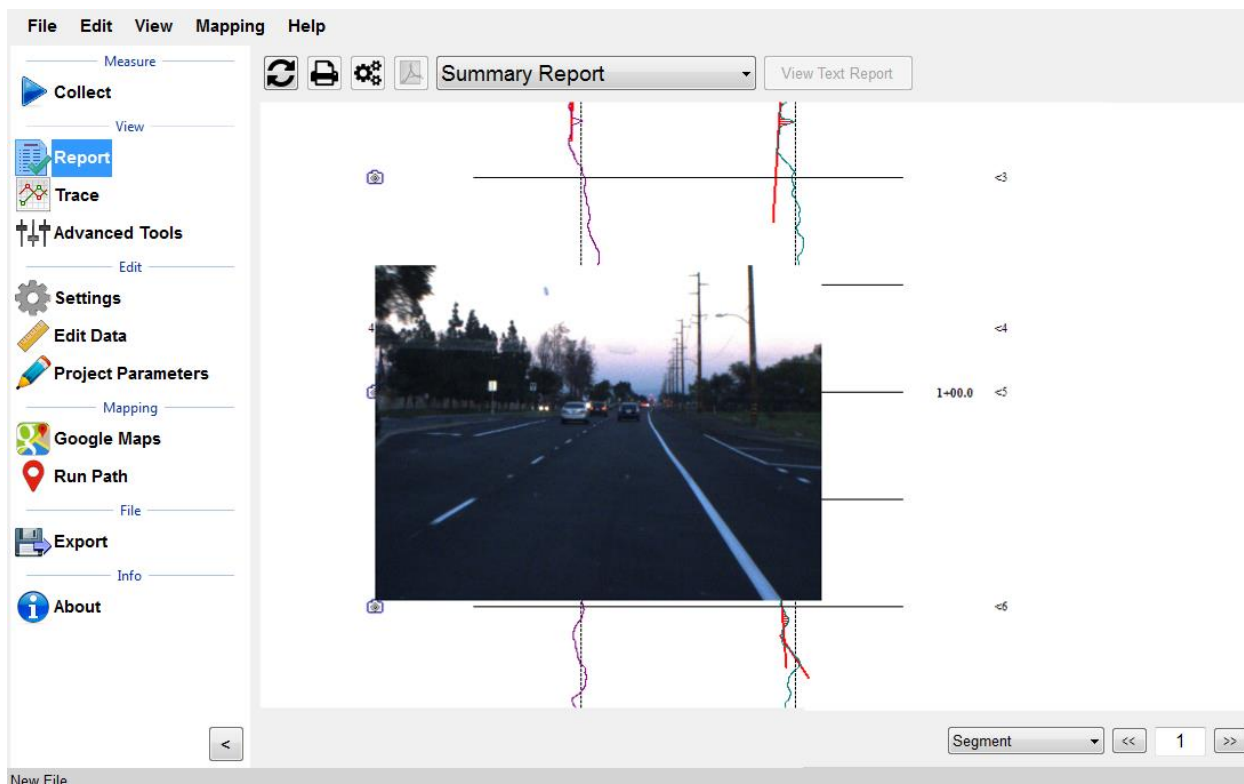 File Edit View Mapping Help
Measure
Collect
View
Report
Trace
Advanced Tools
Edit
Settings
Edit Data
Project Parameters
Mapping
Google Maps
Run Path
File
Export
Info
About
<
Summary Report
View Text Report
<3
4
<4
1+00.0 <5
<6
Segment << 1 >>
New File